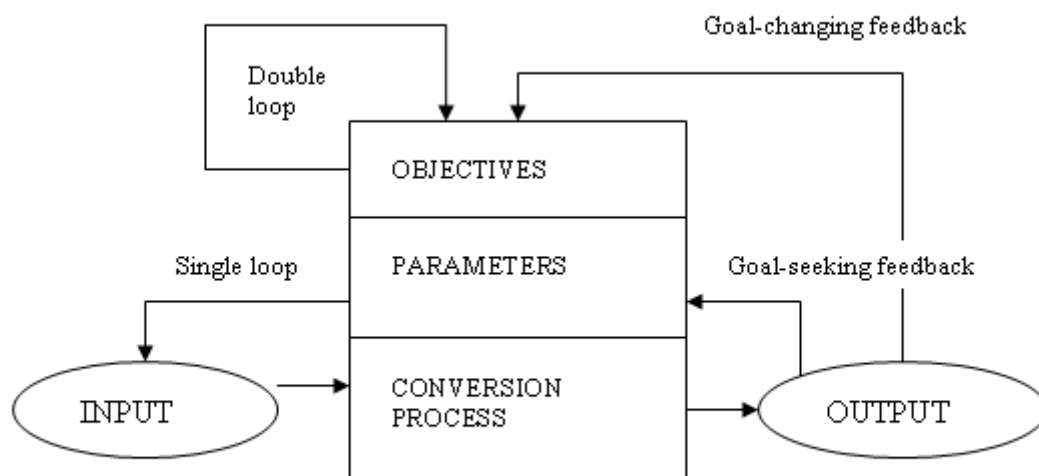 Goal-changing feedback
Double
loop
OBJECTIVES
Single loop
PARAMETERS
Goal-seeking feedback
INPUT
CONVERSION
PROCESS
OUTPUT